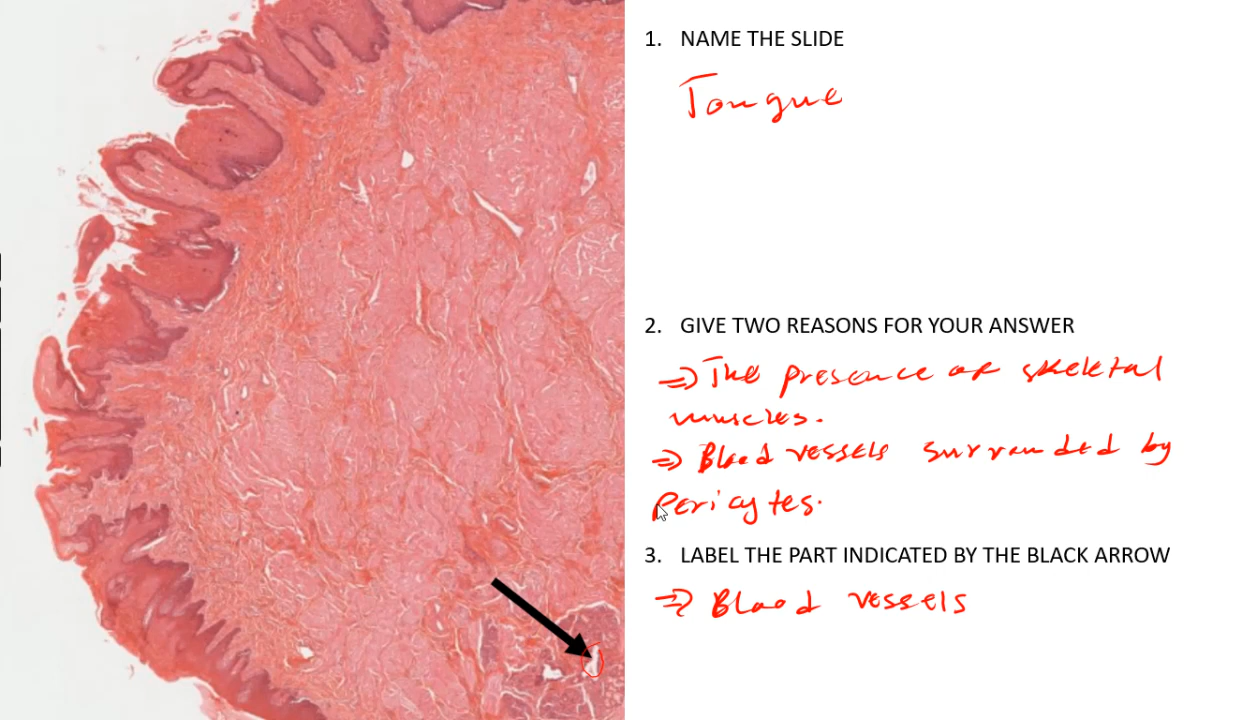 1. NAME THE SLIDE
Tongue
2. GIVE TWO REASONS FOR YOUR ANSWER
=> The presence of skeletal
muscles.
=> Blood vessels surrounded by
pericytes.
3. LABEL THE PART INDICATED BY THE BLACK ARROW
=> Blood vessels